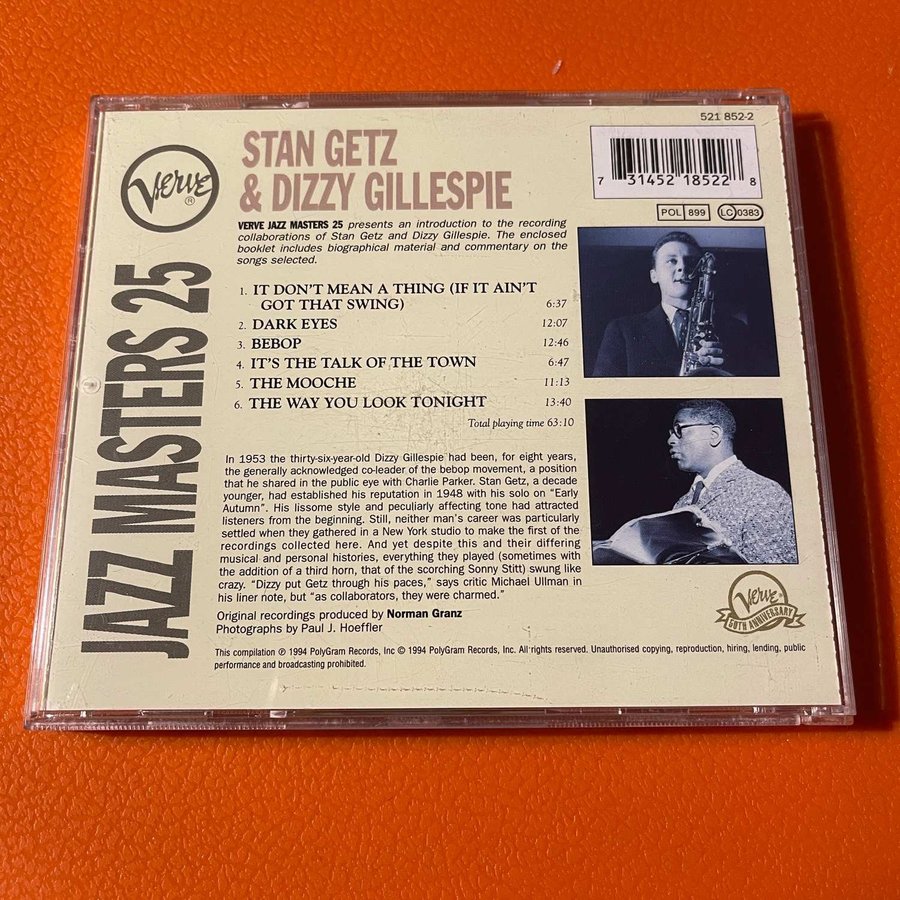 521 852-2
7 31452 18522 8
POL 899 LC 0383
VERVE®
STAN GETZ
& DIZZY GILLESPIE
VERVE JAZZ MASTERS 25 presents an introduction to the recording
collaborations of Stan Getz and Dizzy Gillespie. The enclosed
booklet includes biographical material and commentary on the
songs selected.
JAZZ MASTERS 25
1. IT DON'T MEAN A THING (IF IT AIN'T
GOT THAT SWING) 6:37
2. DARK EYES 12:07
3. BEBOP 12:46
4. IT'S THE TALK OF THE TOWN 6:47
5. THE MOOCHE 11:13
6. THE WAY YOU LOOK TONIGHT 13:40
Total playing time 63:10
In 1953 the thirty-six-year-old Dizzy Gillespie had been, for eight years,
the generally acknowledged co-leader of the bebop movement, a position
that he shared in the public eye with Charlie Parker. Stan Getz, a decade
younger, had established his reputation in 1948 with his solo on "Early
Autumn". His lissome style and peculiarly affecting tone had attracted
listeners from the beginning. Still, neither man's career was particularly
settled when they gathered in a New York studio to make the first of the
recordings collected here. And yet despite this and their differing
musical and personal histories, everything they played (sometimes with
the addition of a third horn, that of the scorching Sonny Stitt) swung like
crazy. "Dizzy put Getz through his paces," says critic Michael Ullman in
his liner note, but "as collaborators, they were charmed."
Original recordings produced by Norman Granz
Photographs by Paul J. Hoeffler
VERVE®
50TH ANNIVERSARY
This compilation ℗ 1994 PolyGram Records, Inc © 1994 PolyGram Records, Inc. All rights reserved. Unauthorised copying, reproduction, hiring, lending, public
performance and broadcasting prohibited.